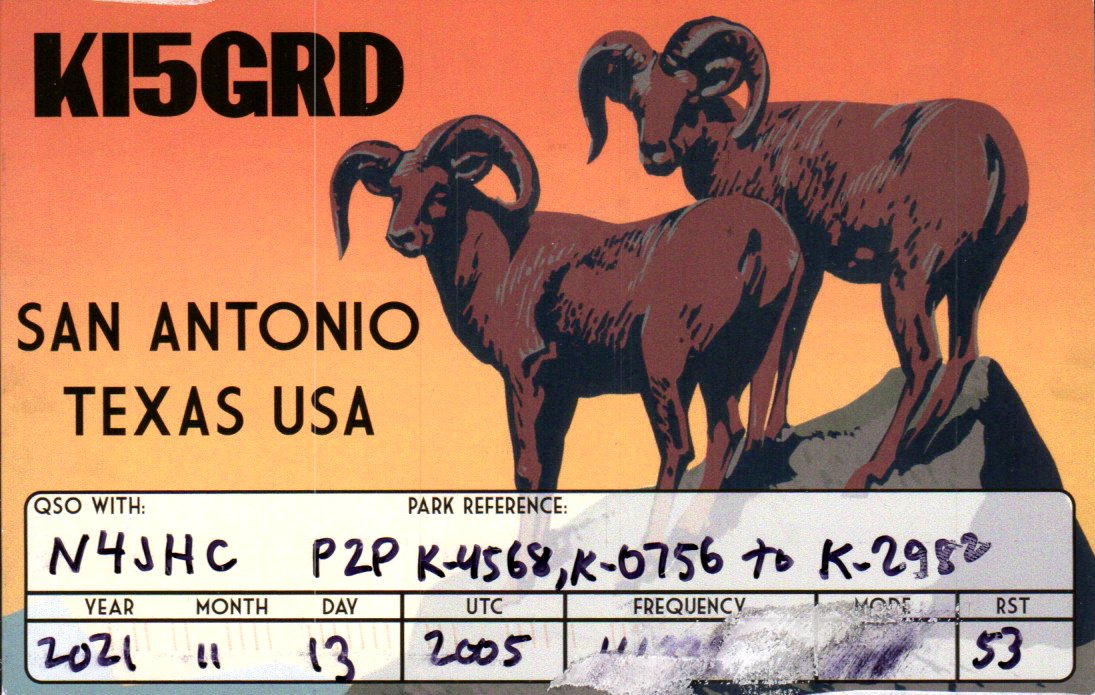 KI5GRD
SAN ANTONIO
TEXAS USA
QSO WITH: PARK REFERENCE:
N4JHC P2P K-4568, K-0756 to K-2982
YEAR MONTH DAY UTC FREQUENCY MODE RST
2021 11 13 2005 53